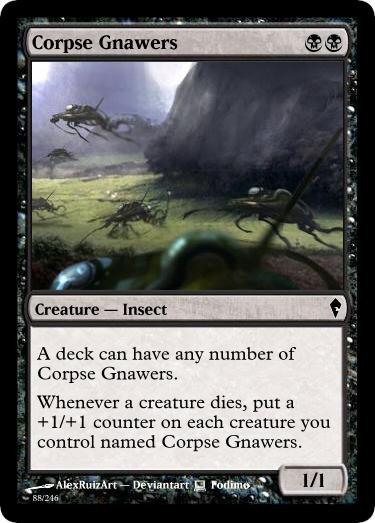 Corpse Gnawers
Creature — Insect
A deck can have any number of
Corpse Gnawers.
Whenever a creature dies, put a
+1/+1 counter on each creature you
control named Corpse Gnawers.
AlexRuizArt — Deviantart Podimo.
88/246
1/1